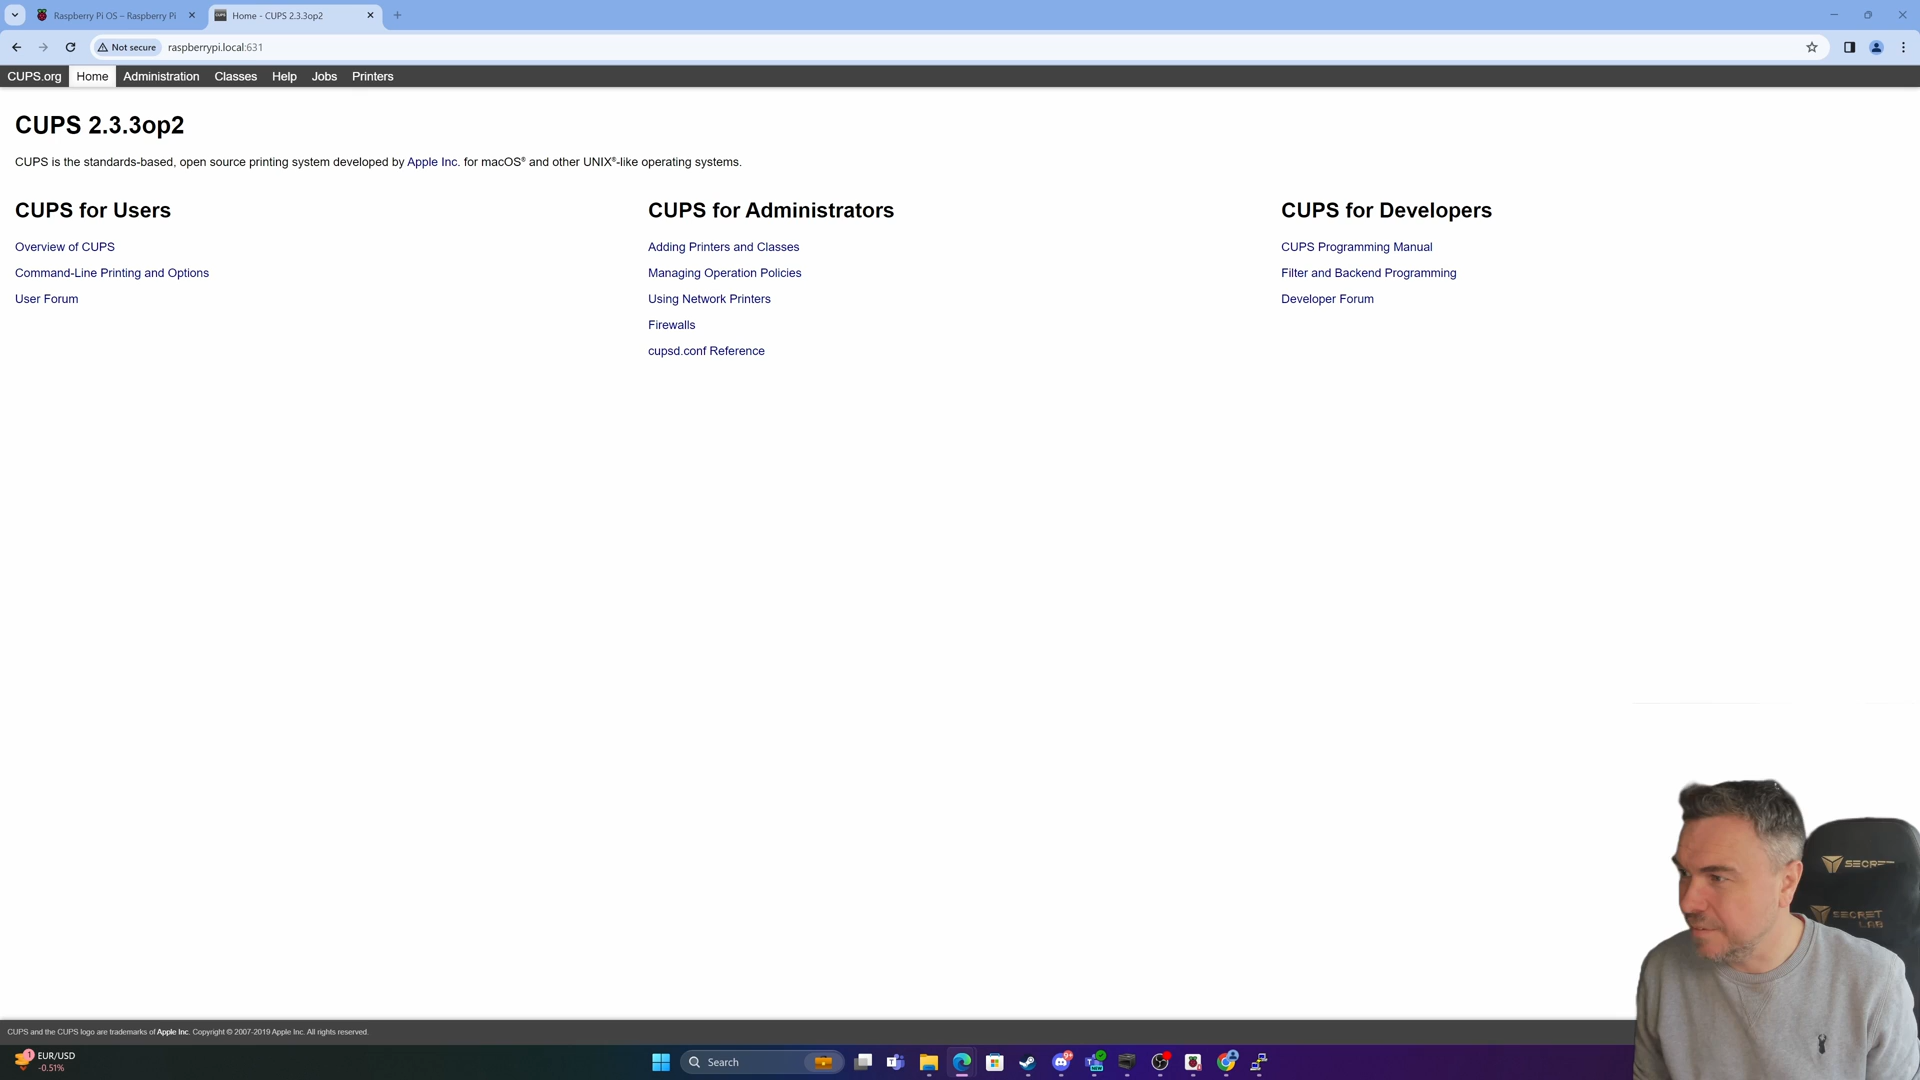 Raspberry Pi OS – Raspberry Pi
Home - CUPS 2.3.3op2
Not secure
raspberrypi.local:631
CUPS.org Home Administration Classes Help Jobs Printers
CUPS 2.3.3op2
CUPS is the standards-based, open source printing system developed by Apple Inc. for macOS® and other UNIX®-like operating systems.
CUPS for Users
Overview of CUPS
Command-Line Printing and Options
User Forum
CUPS for Administrators
Adding Printers and Classes
Managing Operation Policies
Using Network Printers
Firewalls
cupsd.conf Reference
CUPS for Developers
CUPS Programming Manual
Filter and Backend Programming
Developer Forum
SECRET
SECRET
LAB
CUPS and the CUPS logo are trademarks of Apple Inc. Copyright © 2007-2019 Apple Inc. All rights reserved.
1
EUR/USD
-0.51%
Search
9+